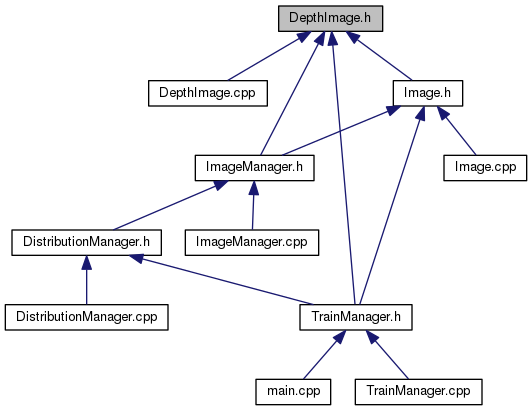 DepthImage.h
DepthImage.cpp
Image.h
ImageManager.h
Image.cpp
DistributionManager.h
ImageManager.cpp
DistributionManager.cpp
TrainManager.h
main.cpp
TrainManager.cpp